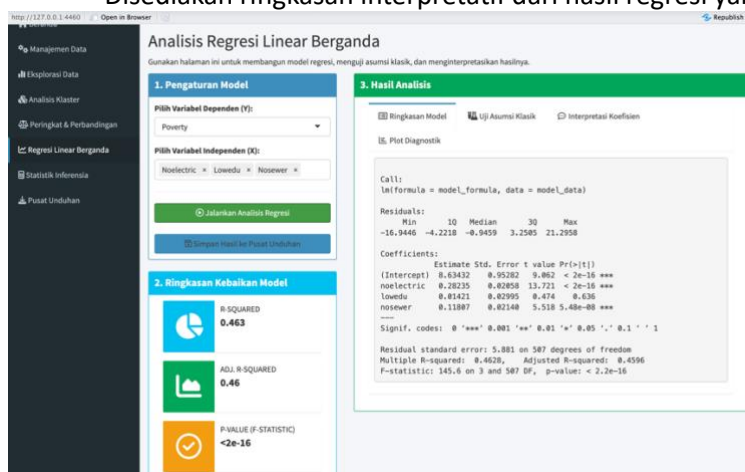 Disediakan ringkasan interpretatif dari hasil regresi ya
http://127.0.0.1:4460 Open in Browser Republish
Manajemen Data
Eksplorasi Data
Analisis Klaster
Peringkat & Perbandingan
Regresi Linear Berganda
Statistik Inferensia
Pusat Unduhan
Analisis Regresi Linear Berganda
Gunakan halaman ini untuk membangun model regresi, menguji asumsi klasik, dan menginterpretasikan hasilnya.
1. Pengaturan Model
Pilih Variabel Dependen (Y):
Poverty
Pilih Variabel Independen (X):
Noelectric × Lowedu × Nosewer ×
Jalankan Analisis Regresi
Simpan Hasil ke Pusat Unduhan
2. Ringkasan Kebaikan Model
R-SQUARED
0.463
ADJ. R-SQUARED
0.46
P-VALUE (F-STATISTIC)
<2e-16
3. Hasil Analisis
Ringkasan Model Uji Asumsi Klasik Interpretasi Koefisien
Plot Diagnostik
Call:
lm(formula = model_formula, data = model_data)
Residuals:
Min 1Q Median 3Q Max
-16.9446 -4.2218 -0.9459 3.2505 21.2958
Coefficients:
Estimate Std. Error t value Pr(>|t|)
(Intercept) 8.63432 0.95282 9.062 < 2e-16 ***
noelectric 0.28235 0.02058 13.721 < 2e-16 ***
lowedu 0.01421 0.02995 0.474 0.636
nosewer 0.11807 0.02140 5.518 5.48e-08 ***
---
Signif. codes: 0 '***' 0.001 '**' 0.01 '*' 0.05 '.' 0.1 ' ' 1
Residual standard error: 5.881 on 507 degrees of freedom
Multiple R-squared: 0.4628, Adjusted R-squared: 0.4596
F-statistic: 145.6 on 3 and 507 DF, p-value: < 2.2e-16